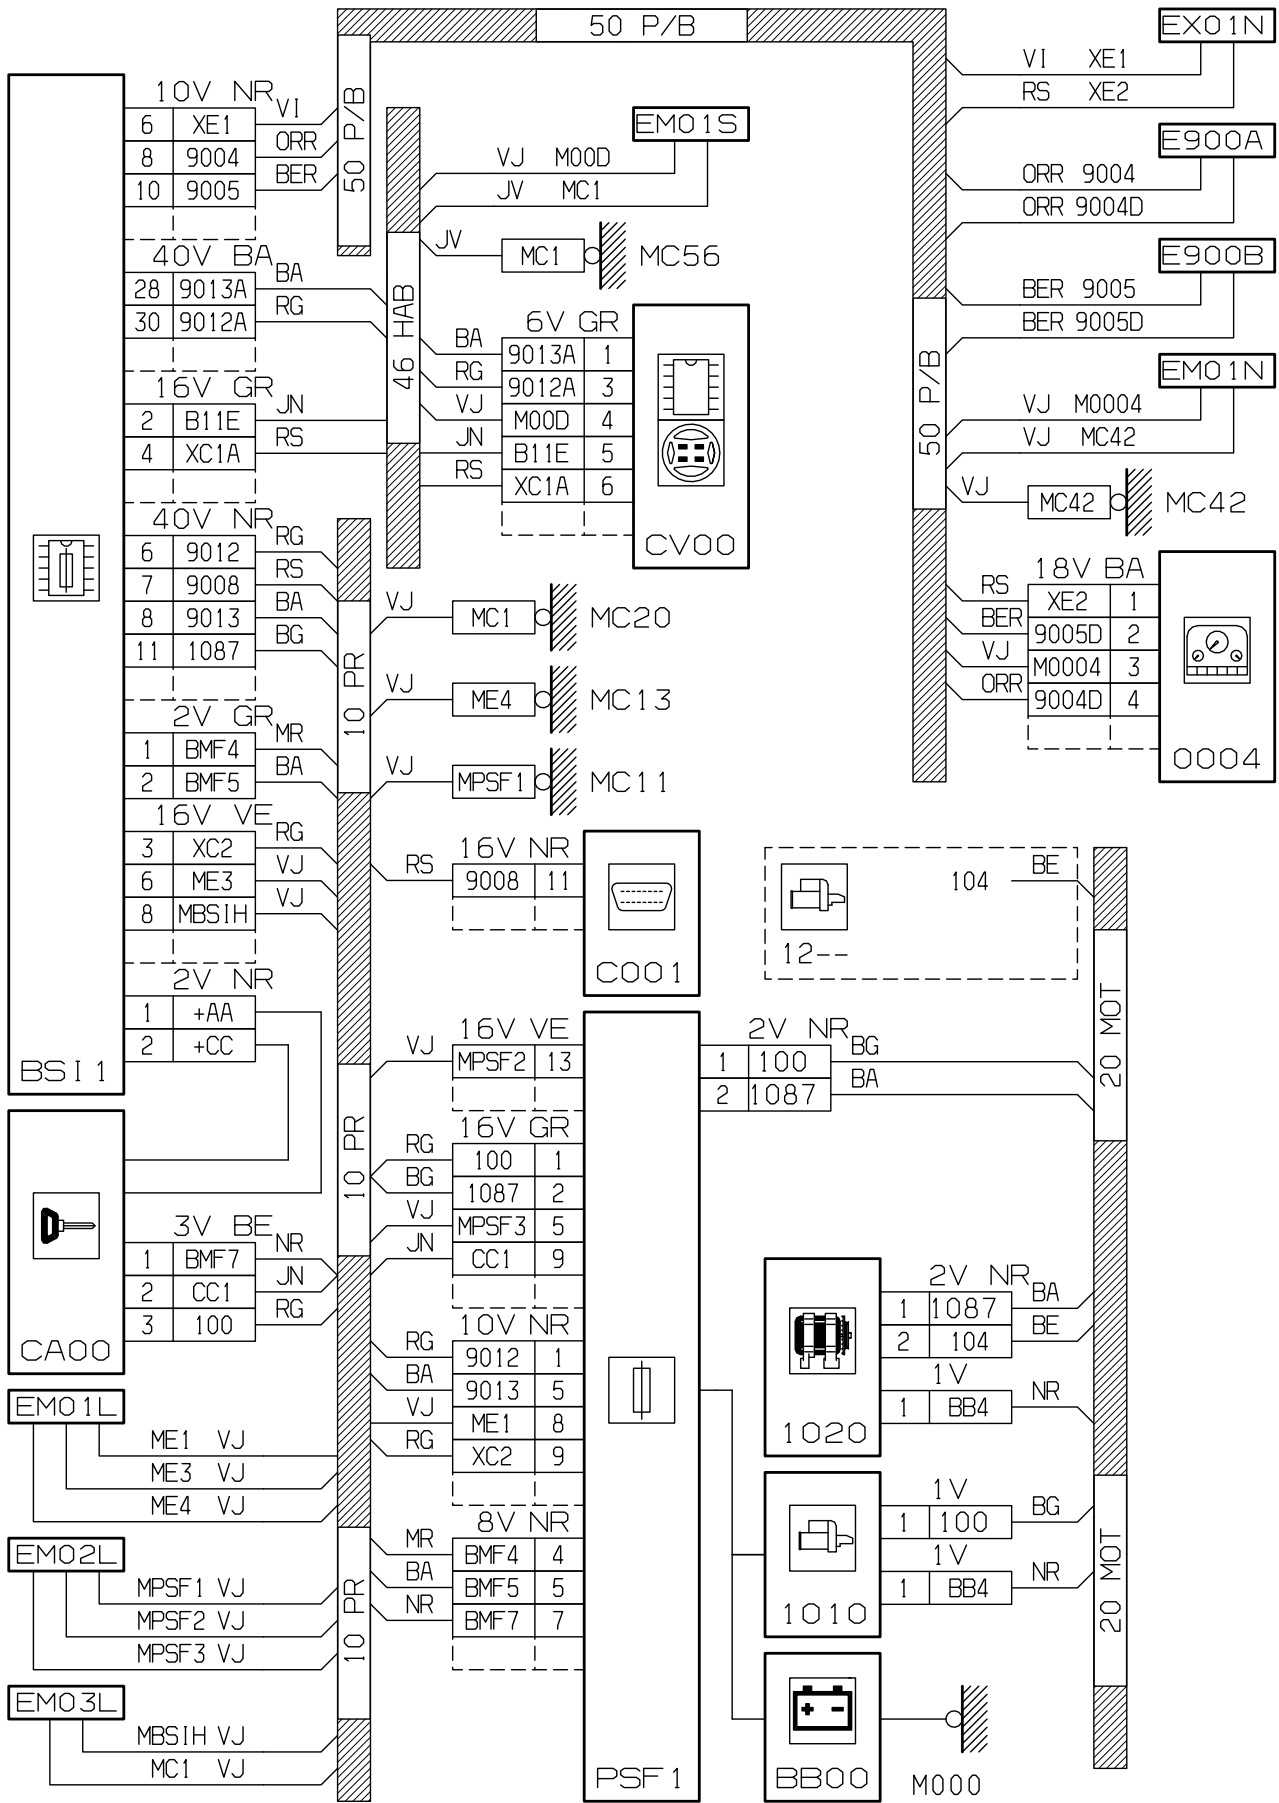 50 P/B
50 P/B
46 HAB
50 P/B
10 PR
10 PR
10 PR
20 MOT
20 MOT
BSI1
10V NR
6 XE1 VI
8 9004 ORR
10 9005 BER
40V BA
28 9013A BA
30 9012A RG
16V GR
2 B11E JN
4 XC1A RS
40V NR
6 9012 RG
7 9008 RS
8 9013 BA
11 1087 BG
2V GR
1 BMF4 MR
2 BMF5 BA
16V VE
3 XC2 RG
6 ME3 VJ
8 MBSIH VJ
2V NR
1 +AA
2 +CC
CA00
3V BE
1 BMF7 NR
2 CC1 JN
3 100 RG
EM01L
ME1 VJ
ME3 VJ
ME4 VJ
EM02L
MPSF1 VJ
MPSF2 VJ
MPSF3 VJ
EM03L
MBSIH VJ
MC1 VJ
EM01S
VJ M00D
JV MC1
JV MC1 MC56
6V GR
BA 9013A 1
RG 9012A 3
VJ M00D 4
JN B11E 5
RS XC1A 6
CV00
VJ MC1 MC20
VJ ME4 MC13
VJ MPSF1 MC11
16V NR
RS 9008 11
C001
16V VE
VJ MPSF2 13
16V GR
RG 100 1
BG 1087 2
VJ MPSF3 5
JN CC1 9
10V NR
RG 9012 1
BA 9013 5
VJ ME1 8
RG XC2 9
8V NR
MR BMF4 4
BA BMF5 5
NR BMF7 7
PSF1
2V NR
1 100 BG
2 1087 BA
EX01N
VI XE1
RS XE2
E900A
ORR 9004
ORR 9004D
E900B
BER 9005
BER 9005D
EM01N
VJ M0004
VJ MC42
VJ MC42 MC42
18V BA
RS XE2 1
BER 9005D 2
VJ M0004 3
ORR 9004D 4
0004
104 BE
12--
1020
2V NR
1 1087 BA
2 104 BE
1V
1 BB4 NR
1010
1V
1 100 BG
1V
1 BB4 NR
BB00
+ -
M000